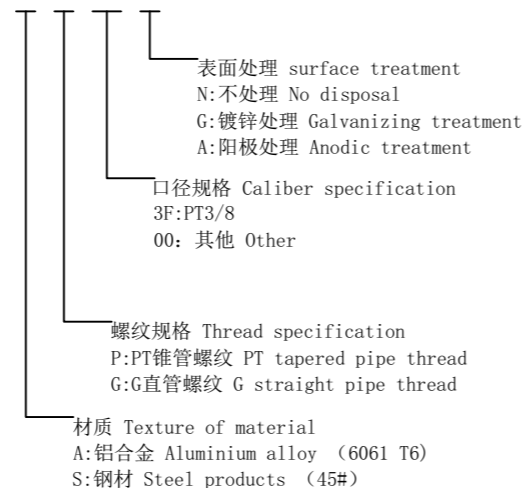 表面处理 surface treatment
N:不处理 No disposal
G:镀锌处理 Galvanizing treatment
A:阳极处理 Anodic treatment
口径规格 Caliber specification
3F:PT3/8
00: 其他 Other
螺纹规格 Thread specification
P:PT锥管螺纹 PT tapered pipe thread
G:G直管螺纹 G straight pipe thread
材质 Texture of material
A:铝合金 Aluminium alloy （6061 T6)
S:钢材 Steel products （45#）